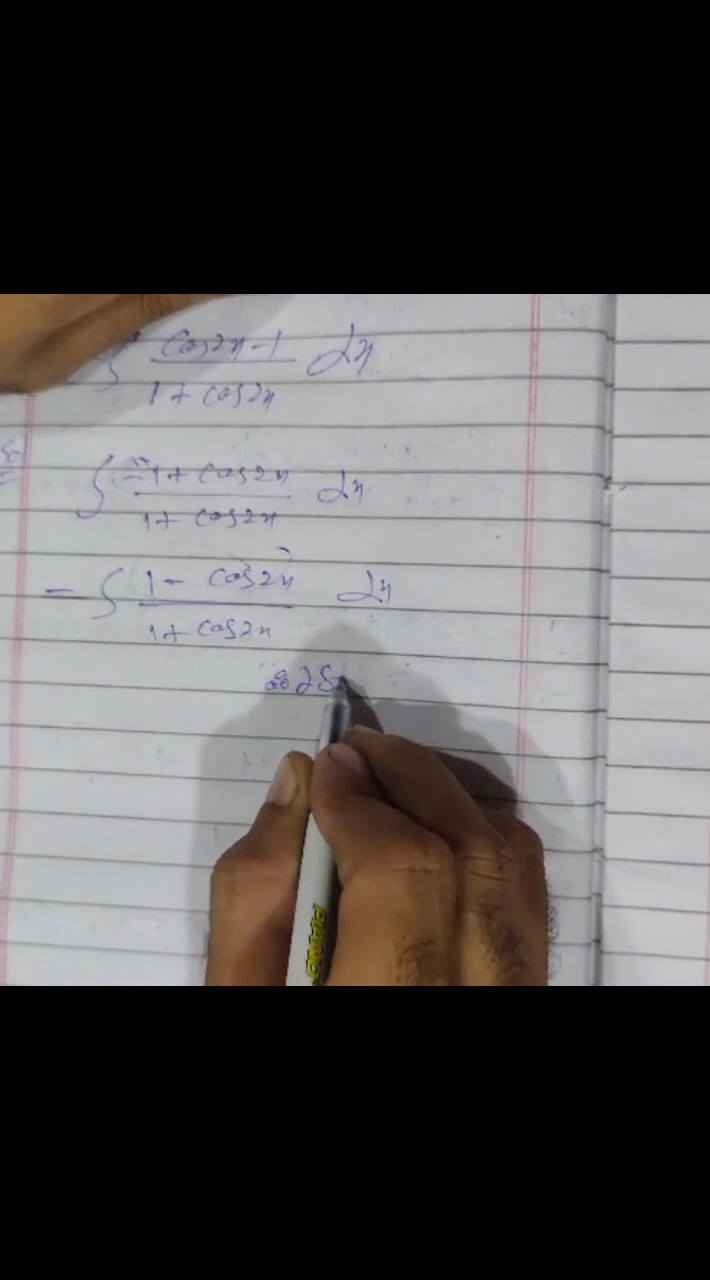 ∫ cos2x-1 / 1+cos2x dx
∫ -1+cos2x / 1+cos2x dx
- ∫ 1-cos2x / 1+cos2x dx